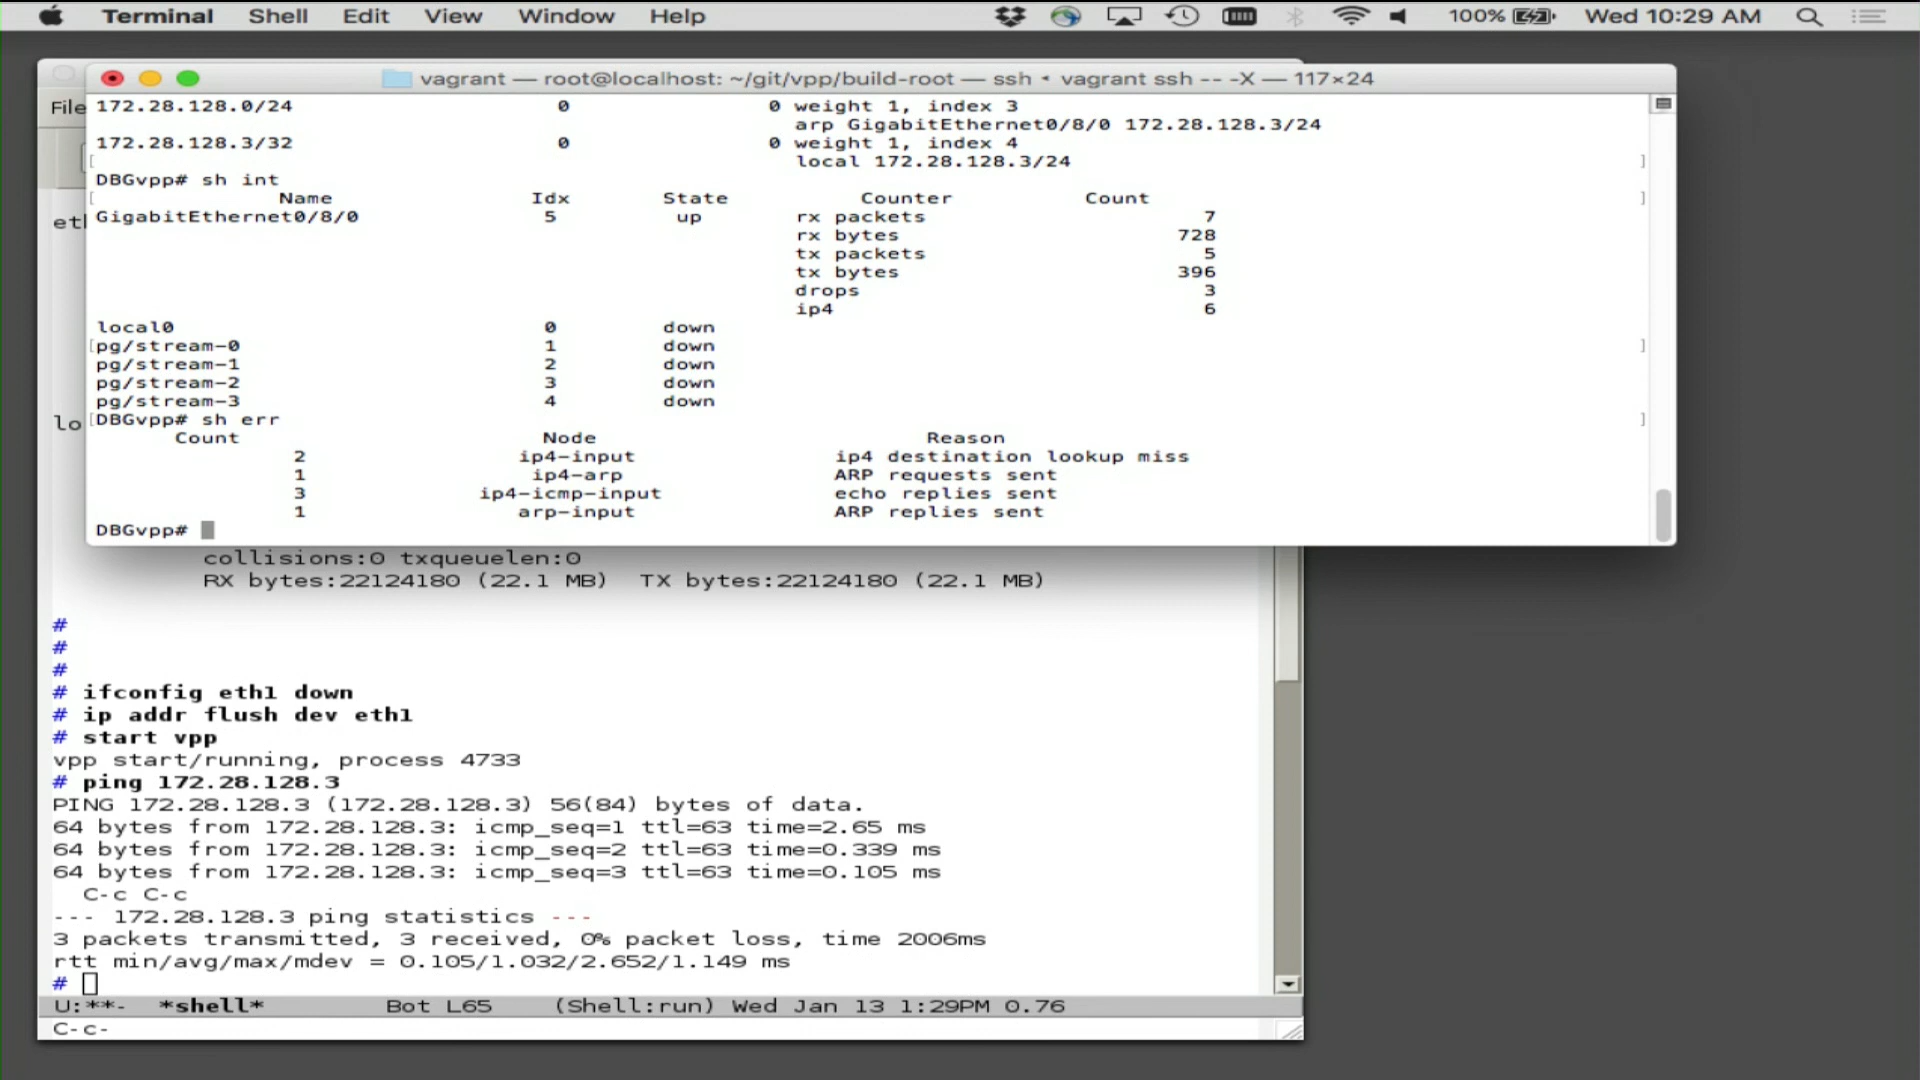 Terminal Shell Edit View Window Help 100% Wed 10:29 AM
vagrant — root@localhost: ~/git/vpp/build-root — ssh ◂ vagrant ssh -- -X — 117×24
File
172.28.128.0/24 0 0 weight 1, index 3
arp GigabitEthernet0/8/0 172.28.128.3/24
172.28.128.3/32 0 0 weight 1, index 4
[ local 172.28.128.3/24 ]
DBGvpp# sh int
[ Name Idx State Counter Count ]
GigabitEthernet0/8/0 5 up rx packets 7
rx bytes 728
tx packets 5
tx bytes 396
drops 3
ip4 6
local0 0 down
[pg/stream-0 1 down ]
pg/stream-1 2 down
pg/stream-2 3 down
pg/stream-3 4 down
[DBGvpp# sh err ]
Count Node Reason
2 ip4-input ip4 destination lookup miss
1 ip4-arp ARP requests sent
3 ip4-icmp-input echo replies sent
1 arp-input ARP replies sent
DBGvpp#
et
lo
collisions:0 txqueuelen:0
RX bytes:22124180 (22.1 MB) TX bytes:22124180 (22.1 MB)
#
#
#
# ifconfig eth1 down
# ip addr flush dev eth1
# start vpp
vpp start/running, process 4733
# ping 172.28.128.3
PING 172.28.128.3 (172.28.128.3) 56(84) bytes of data.
64 bytes from 172.28.128.3: icmp_seq=1 ttl=63 time=2.65 ms
64 bytes from 172.28.128.3: icmp_seq=2 ttl=63 time=0.339 ms
64 bytes from 172.28.128.3: icmp_seq=3 ttl=63 time=0.105 ms
C-c C-c
--- 172.28.128.3 ping statistics ---
3 packets transmitted, 3 received, 0% packet loss, time 2006ms
rtt min/avg/max/mdev = 0.105/1.032/2.652/1.149 ms
#
U:**- *shell* Bot L65 (Shell:run) Wed Jan 13 1:29PM 0.76
C-c-